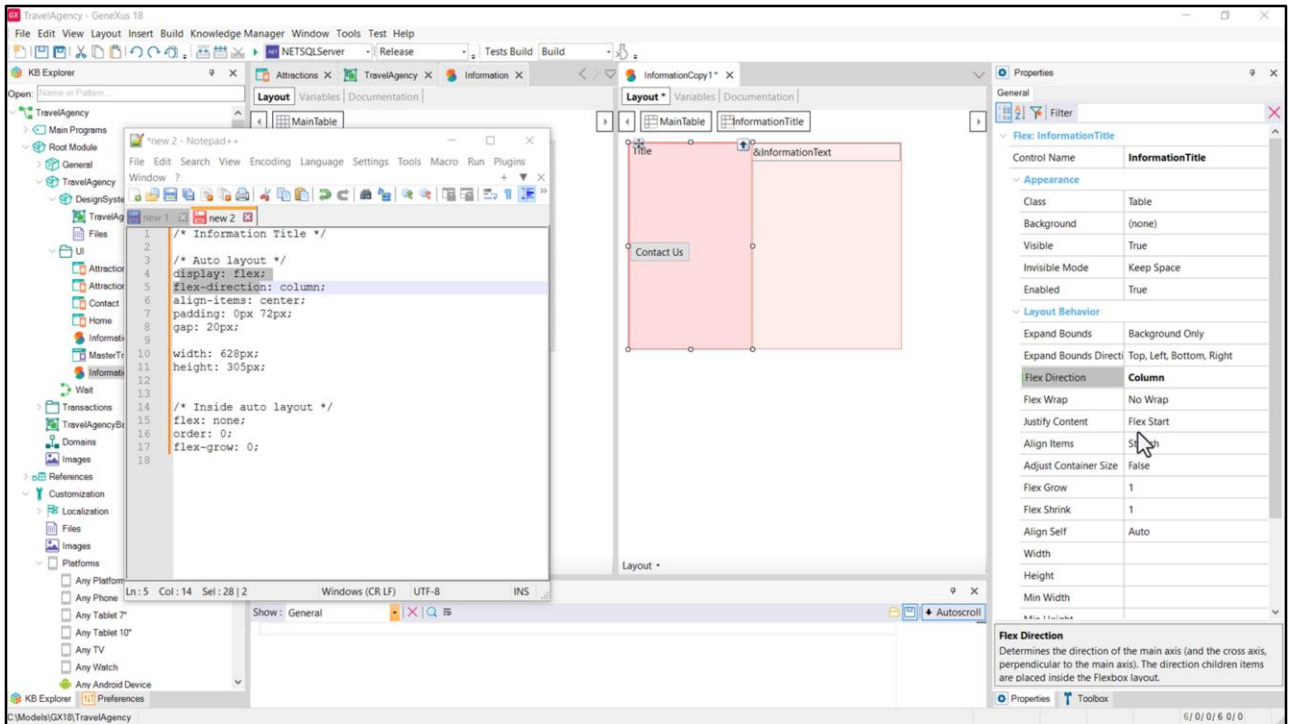 TravelAgency - GeneXus 18
File Edit View Layout Insert Build Knowledge Manager Window Tools Test Help
NETSQLServer Release Tests Build Build
KB Explorer
Open: Name or Pattern...
TravelAgency
Main Programs
Root Module
General
TravelAgency
DesignSyste
TravelAg
Files
UI
Attraction
Attraction
Contact
Home
Informati
MasterTr
Informati
Wait
Transactions
TravelAgencyBa
Domains
Images
References
Customization
Localization
Files
Images
Platforms
Any Platform
Any Phone
Any Tablet 7"
Any Tablet 10"
Any TV
Any Watch
Any Android Device
KB Explorer Preferences
C:\Models\GX18\TravelAgency
Attractions TravelAgency Information
Layout Variables Documentation
MainTable
*new 2 - Notepad++
File Edit Search View Encoding Language Settings Tools Macro Run Plugins
Window ?
new 1 new 2
1 /* Information Title */
2
3 /* Auto layout */
4 display: flex;
5 flex-direction: column;
6 align-items: center;
7 padding: 0px 72px;
8 gap: 20px;
9
10 width: 628px;
11 height: 305px;
12
13
14 /* Inside auto layout */
15 flex: none;
16 order: 0;
17 flex-grow: 0;
18
Ln:5 Col:14 Sel:28|2 Windows (CR LF) UTF-8 INS
Show: General
Autoscroll
InformationCopy1*
Layout * Variables Documentation
MainTable InformationTitle
Title
&InformationText
Contact Us
Layout
Properties
General
Filter
Flex: InformationTitle
Control Name InformationTitle
Appearance
Class Table
Background (none)
Visible True
Invisible Mode Keep Space
Enabled True
Layout Behavior
Expand Bounds Background Only
Expand Bounds Directi Top, Left, Bottom, Right
Flex Direction Column
Flex Wrap No Wrap
Justify Content Flex Start
Align Items
Adjust Container Size False
Flex Grow 1
Flex Shrink 1
Align Self Auto
Width
Height
Min Width
Flex Direction
Determines the direction of the main axis (and the cross axis,
perpendicular to the main axis). The direction children items
are placed inside the Flexbox layout.
Properties Toolbox
6/0/0/6 0/0